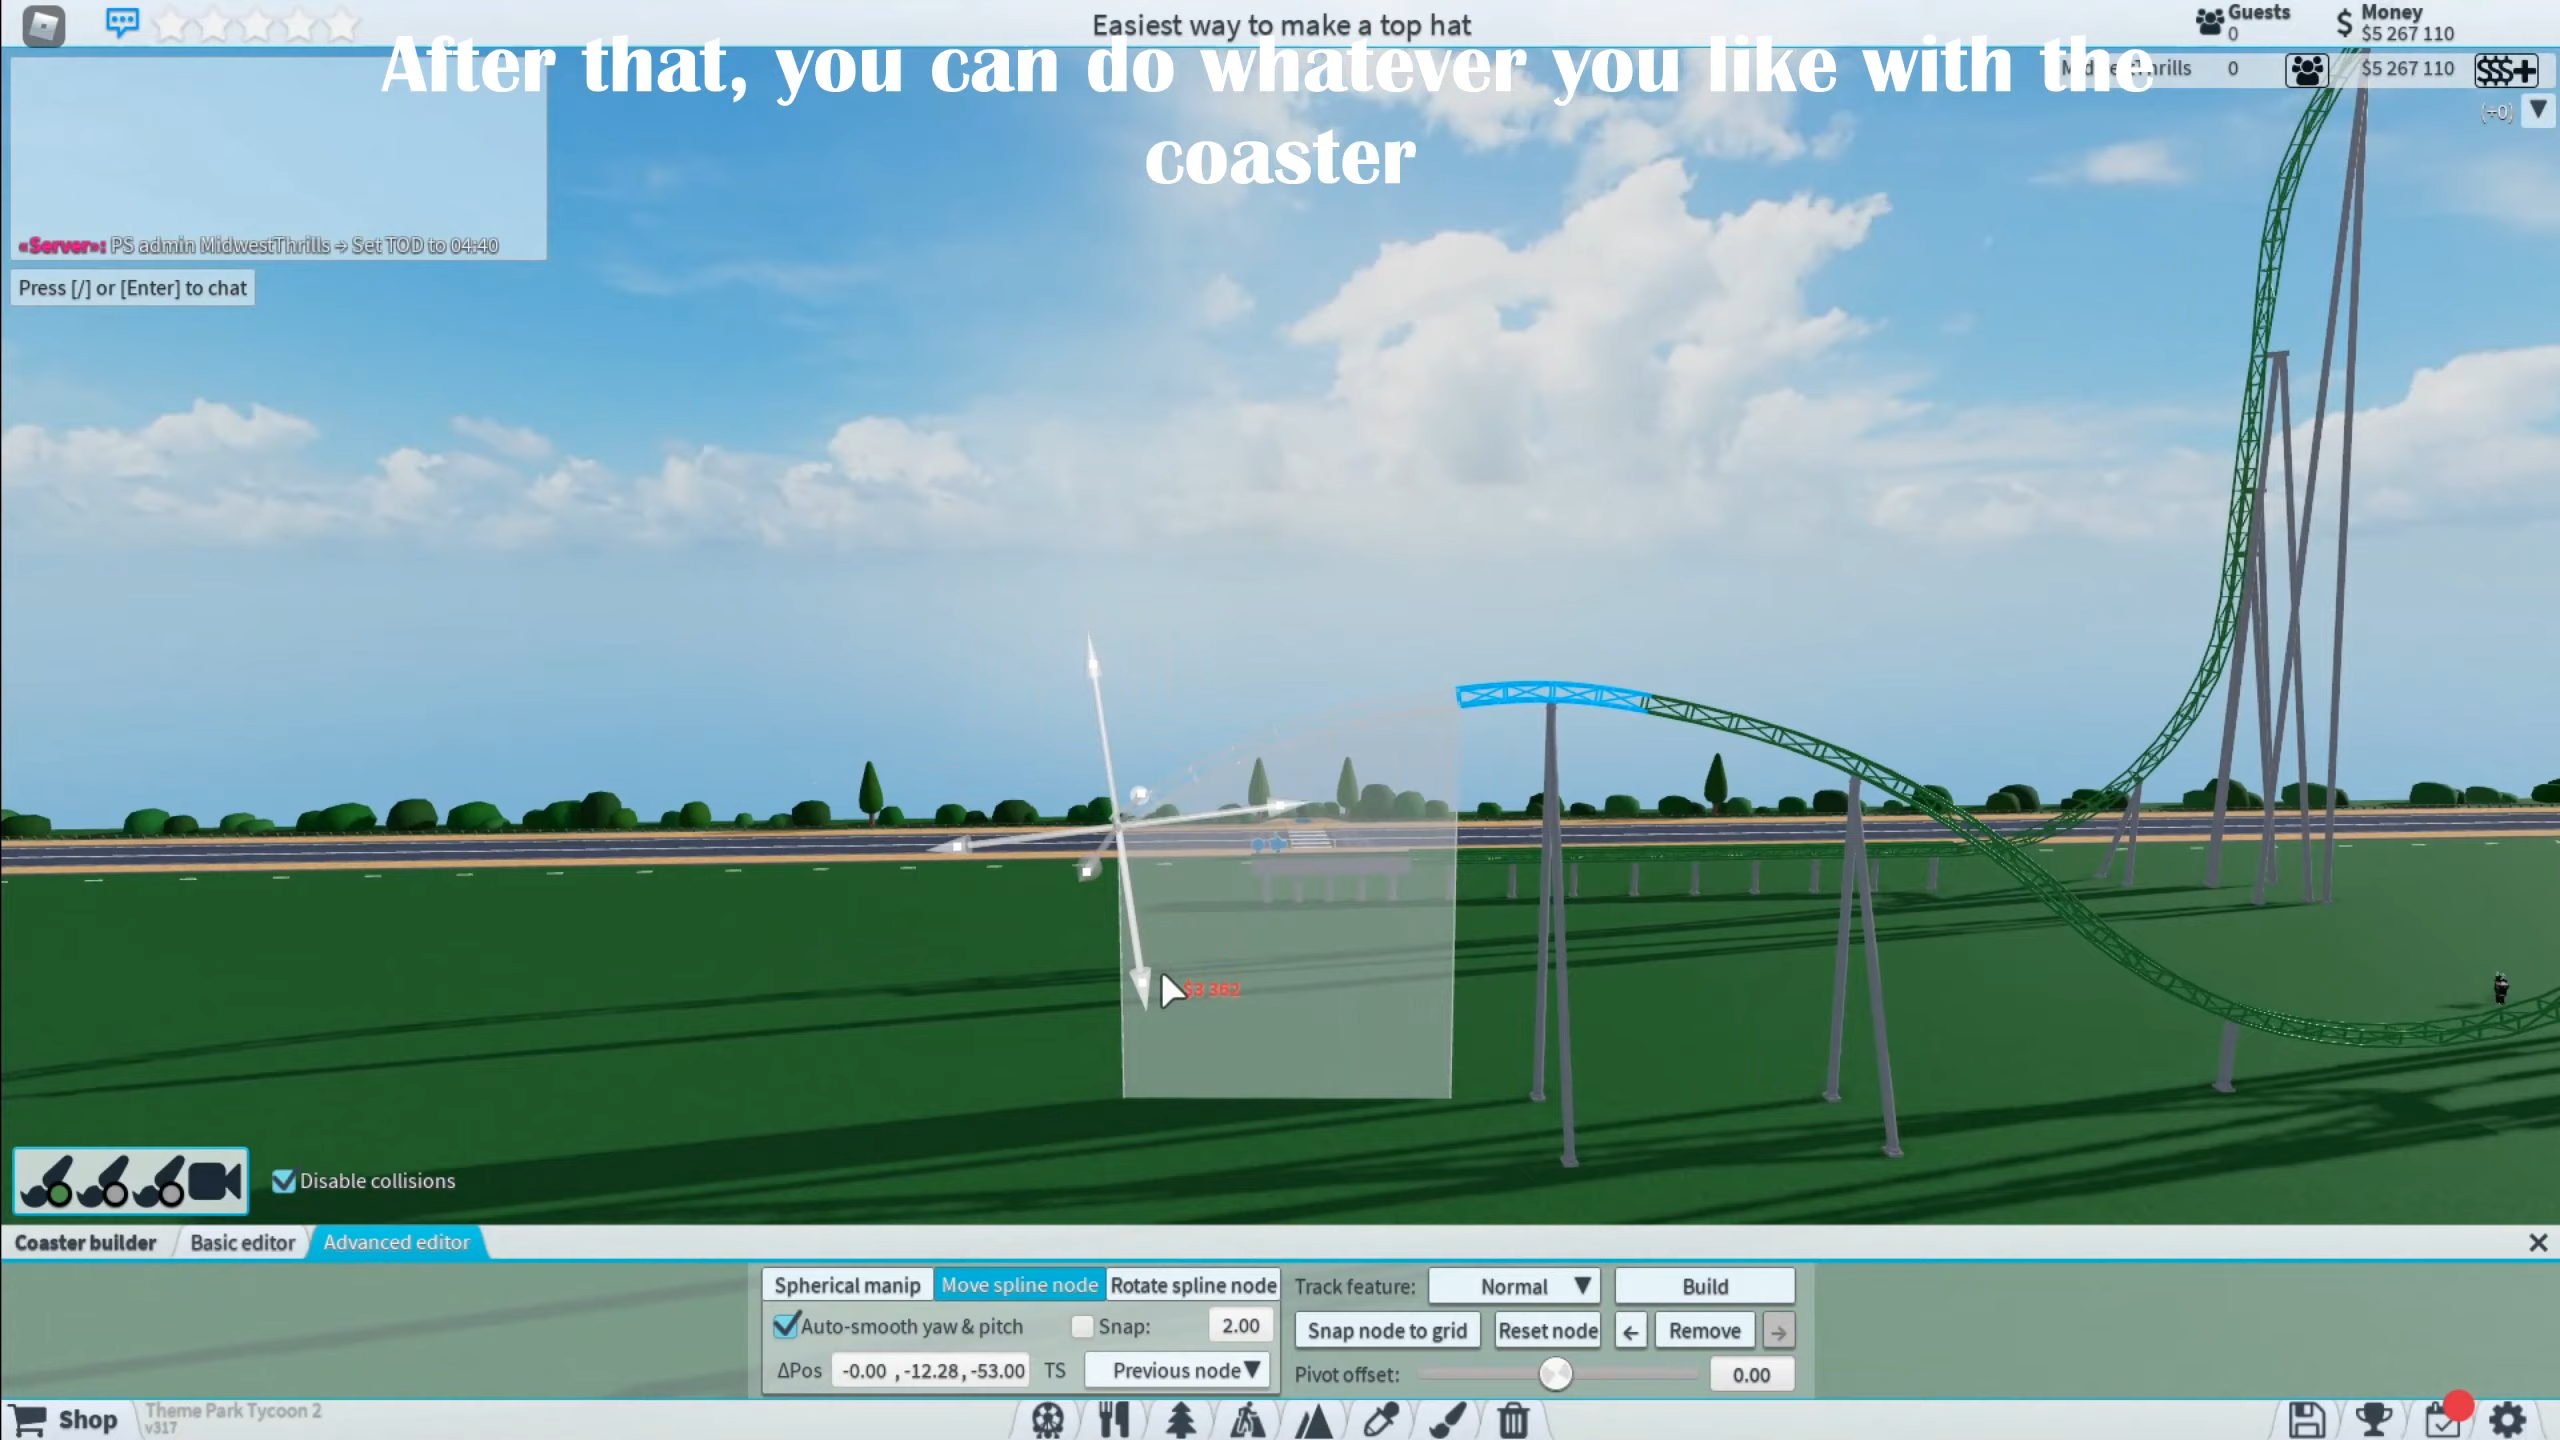 Easiest way to make a top hat
Guests
0
Money
$5 267 110
After that, you can do whatever you like with the
coaster
0
$5 267 110
$$$+
(+0)
«Server»: PS admin MidwestThrills → Set TOD to 04:40
Press [/] or [Enter] to chat
$3 362
Disable collisions
Coaster builder
Basic editor
Advanced editor
Spherical manip
Move spline node
Rotate spline node
Track feature:
Normal
Build
Auto-smooth yaw & pitch
Snap:
2.00
Snap node to grid
Reset node
←
Remove
→
ΔPos
-0.00 , -12.28, -53.00
TS
Previous node
Pivot offset:
0.00
Shop
Theme Park Tycoon 2
v317